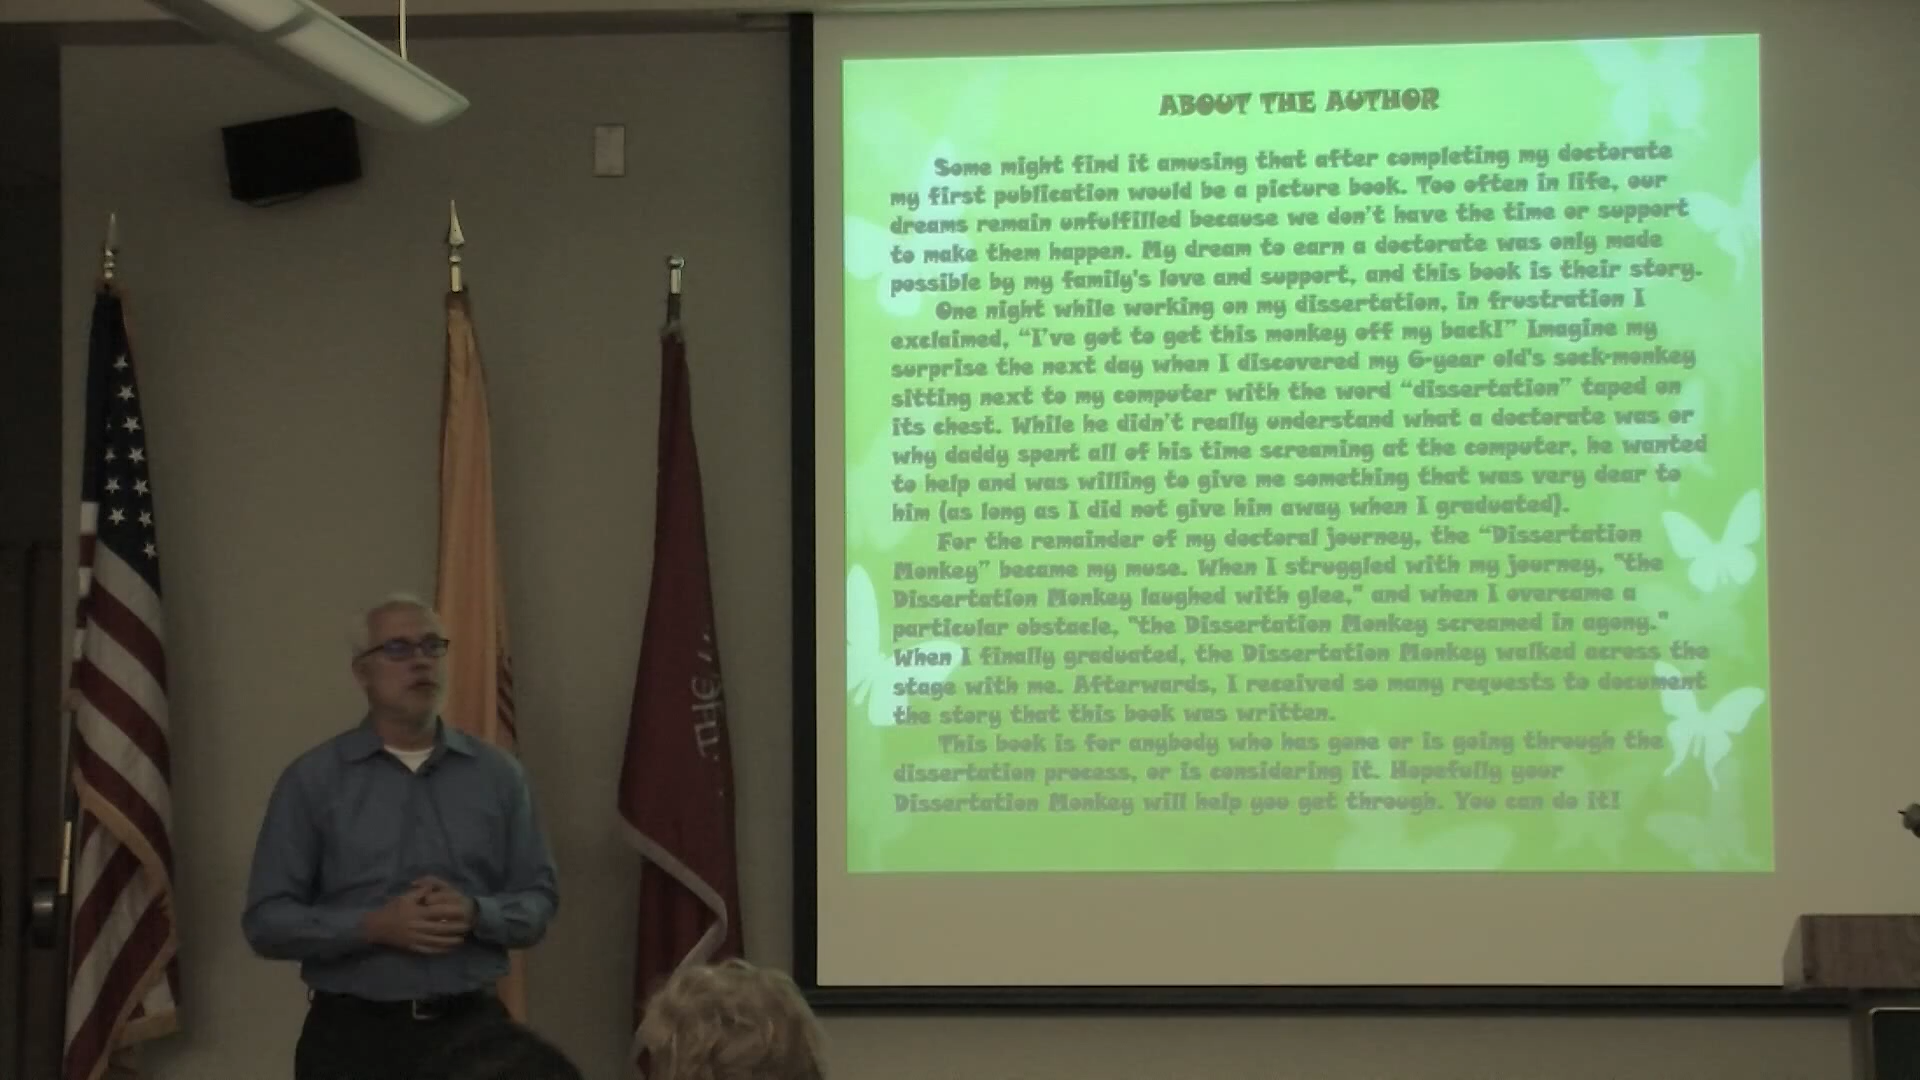 ABOUT THE AUTHOR
Some might find it amusing that after completing my doctorate
my first publication would be a picture book. Too often in life, our
dreams remain unfulfilled because we don't have the time or support
to make them happen. My dream to earn a doctorate was only made
possible by my family's love and support, and this book is their story.
One night while working on my dissertation, in frustration I
exclaimed, “I've got to get this monkey off my back!” Imagine my
surprise the next day when I discovered my 6-year old's sock-monkey
sitting next to my computer with the word “dissertation” taped on
its chest. While he didn't really understand what a doctorate was or
why daddy spent all of his time screaming at the computer, he wanted
to help and was willing to give me something that was very dear to
him (as long as I did not give him away when I graduated).
For the remainder of my doctoral journey, the “Dissertation
Monkey” became my muse. When I struggled with my journey, "the
Dissertation Monkey laughed with glee," and when I overcame a
particular obstacle, "the Dissertation Monkey screamed in agony."
When I finally graduated, the Dissertation Monkey walked across the
stage with me. Afterwards, I received so many requests to document
the story that this book was written.
This book is for anybody who has gone or is going through the
dissertation process, or is considering it. Hopefully your
Dissertation Monkey will help you get through. You can do it!